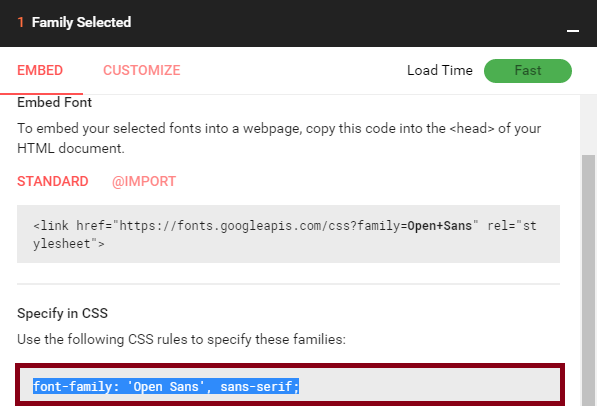 1 Family Selected
EMBED CUSTOMIZE Load Time Fast
Embed Font
To embed your selected fonts into a webpage, copy this code into the <head> of your
HTML document.
STANDARD @IMPORT
<link href="https://fonts.googleapis.com/css?family=Open+Sans" rel="st
ylesheet">
Specify in CSS
Use the following CSS rules to specify these families:
font-family: 'Open Sans', sans-serif;